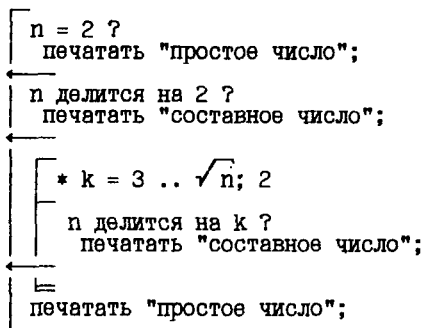 n = 2 ?
печатать "простое число";
n делится на 2 ?
печатать "составное число";
* k = 3 .. √n; 2
n делится на k ?
печатать "составное число";
печатать "простое число";